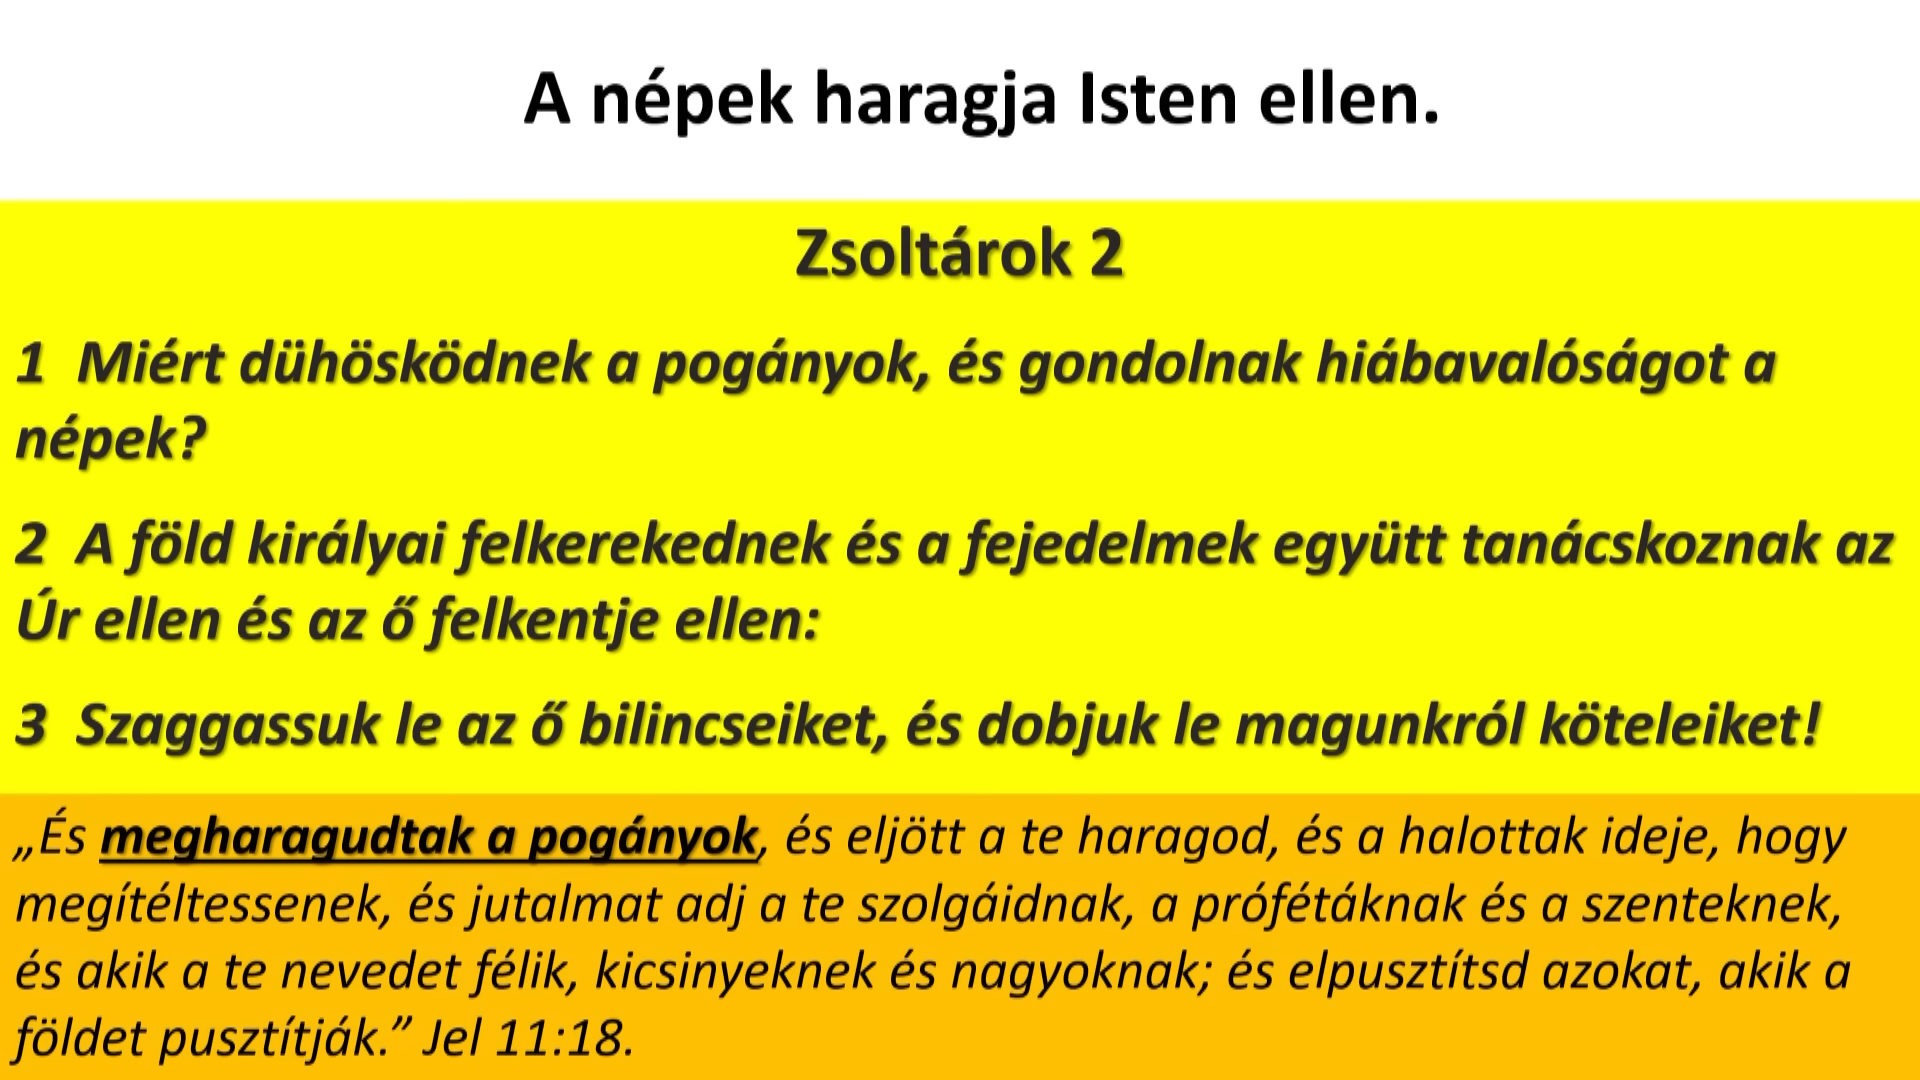 A népek haragja Isten ellen.
Zsoltárok 2
1  Miért dühösködnek a pogányok, és gondolnak hiábavalóságot a
népek?
2  A föld királyai felkerekednek és a fejedelmek együtt tanácskoznak az
Úr ellen és az ő felkentje ellen:
3  Szaggassuk le az ő bilincseiket, és dobjuk le magunkról köteleiket!
„És megharagudtak a pogányok, és eljött a te haragod, és a halottak ideje, hogy
megítéltessenek, és jutalmat adj a te szolgáidnak, a prófétáknak és a szenteknek,
és akik a te nevedet félik, kicsinyeknek és nagyoknak; és elpusztítsd azokat, akik a
földet pusztítják.” Jel 11:18.